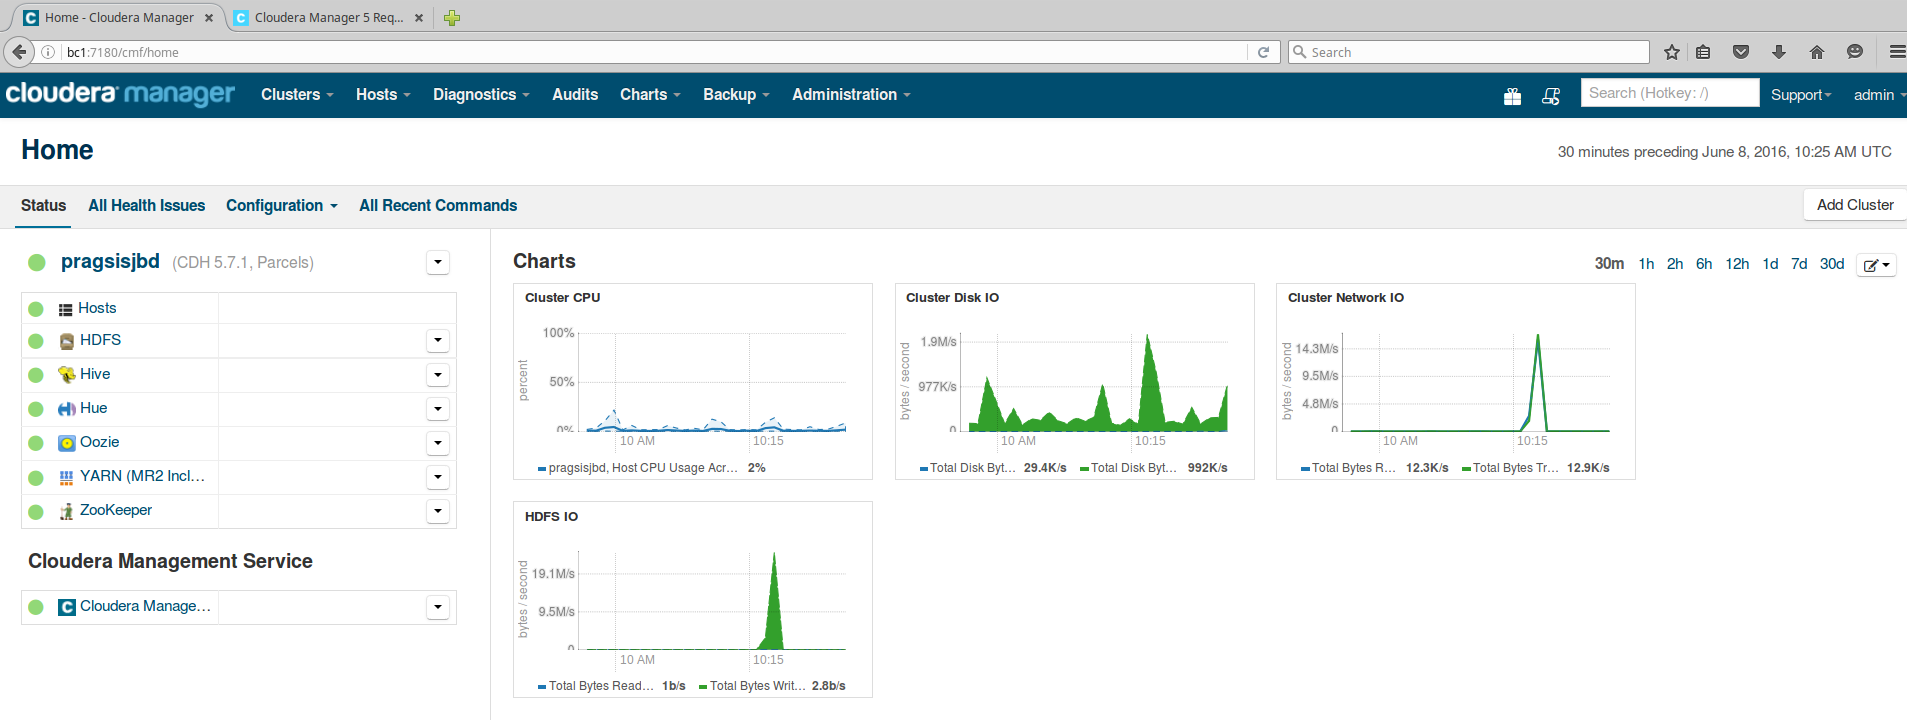 Home - Cloudera Manager × Cloudera Manager 5 Req... ×
bc1:7180/cmf/home Search
cloudera manager Clusters Hosts Diagnostics Audits Charts Backup Administration Search (Hotkey: /) Support admin
Home 30 minutes preceding June 8, 2016, 10:25 AM UTC
Status All Health Issues Configuration All Recent Commands Add Cluster
pragsisjbd (CDH 5.7.1, Parcels)
Hosts
HDFS
Hive
Hue
Oozie
YARN (MR2 Incl...
ZooKeeper
Cloudera Management Service
Cloudera Manage...
Charts 30m 1h 2h 6h 12h 1d 7d 30d
Cluster CPU
percent
100%
50%
0%
10 AM 10:15
pragsisjbd, Host CPU Usage Acr... 2%
Cluster Disk IO
bytes / second
1.9M/s
977K/s
0
10 AM 10:15
Total Disk Byt... 29.4K/s Total Disk Byt... 992K/s
Cluster Network IO
bytes / second
14.3M/s
9.5M/s
4.8M/s
0
10 AM 10:15
Total Bytes R... 12.3K/s Total Bytes Tr... 12.9K/s
HDFS IO
bytes / second
19.1M/s
9.5M/s
0
10 AM 10:15
Total Bytes Read... 1b/s Total Bytes Writ... 2.8b/s